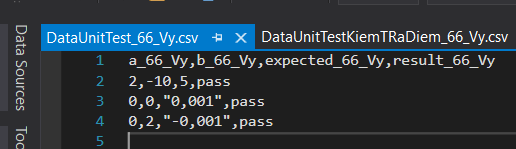 DataUnitTest_66_Vy.csv DataUnitTestKiemTRaDiem_66_Vy.csv
Data Sources
1 a_66_Vy,b_66_Vy,expected_66_Vy,result_66_Vy
2 2,-10,5,pass
3 0,0,"0,001",pass
4 0,2,"-0,001",pass
5